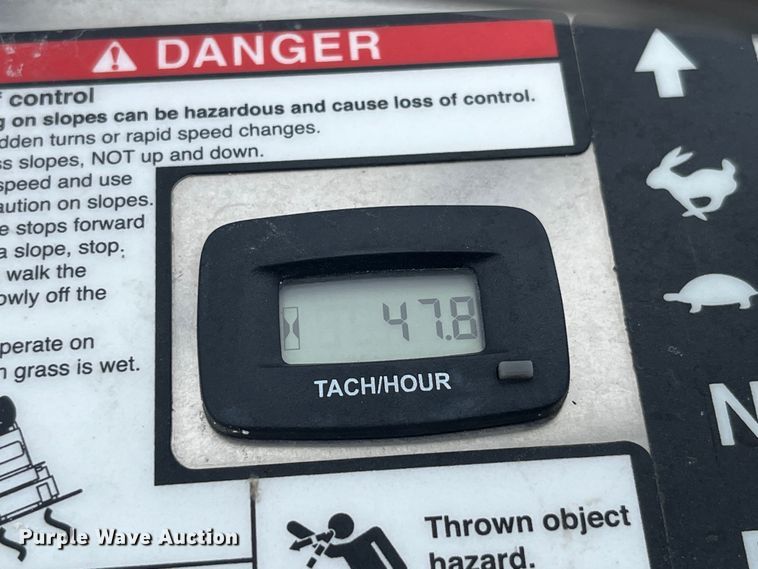 DANGER
f control
g on slopes can be hazardous and cause loss of control.
dden turns or rapid speed changes.
ss slopes, NOT up and down.
speed and use
aution on slopes.
e stops forward
a slope, stop.
walk the
owly off the
perate on
n grass is wet.
47.8
TACH/HOUR
N
Thrown object
hazard.
Purple Wave Auction